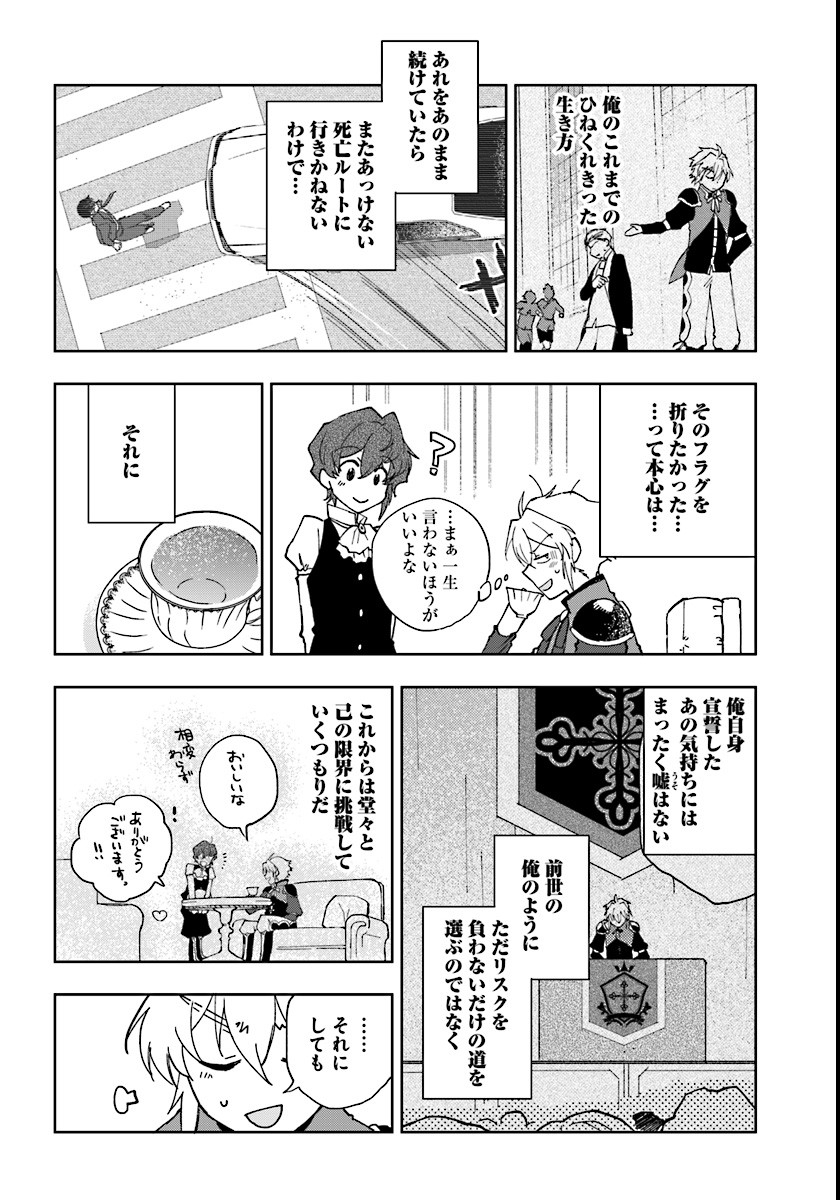 俺のこれまでの
ひねくれきった
生き方
あれをあのまま
続けていたら
またあっけない
死亡ルートに
行きかねない
わけで…
そのフラグを
折りたかった…
…って本心は…
?
…まぁ一生
言わないほうが
いいよな
それに
俺自身
宣誓した
あの気持ちには
まったく嘘はない
うそ
前世の
俺のように
ただリスクを
負わないだけの道を
選ぶのではなく
これからは堂々と
己の限界に挑戦して
いくつもりだ
おいしいな
相変
わらず
!
ありがとう
ございます。
!!
……
それに
しても